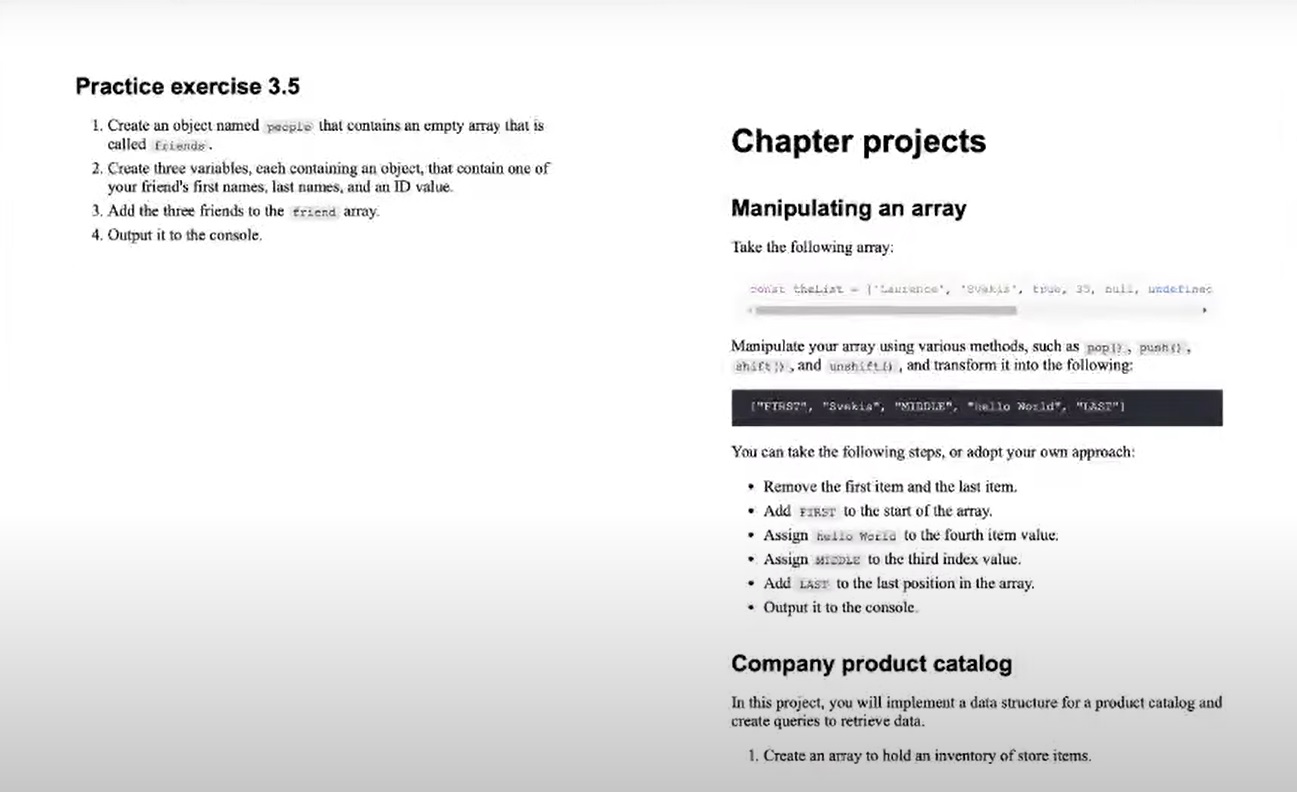 Practice exercise 3.5
1. Create an object named people that contains an empty array that is
called friends.
2. Create three variables, each containing an object, that contain one of
your friend's first names, last names, and an ID value.
3. Add the three friends to the friend array.
4. Output it to the console.
Chapter projects
Manipulating an array
Take the following array:
const theList = ['Laurence', 'Svekis', true, 35, null, undefined
Manipulate your array using various methods, such as pop(), push(),
shift(), and unshift(), and transform it into the following:
["FIRST", "Svekis", "MIDDLE", "hello World", "LAST"]
You can take the following steps, or adopt your own approach:
• Remove the first item and the last item.
• Add FIRST to the start of the array.
• Assign hello World to the fourth item value.
• Assign MIDDLE to the third index value.
• Add LAST to the last position in the array.
• Output it to the console.
Company product catalog
In this project, you will implement a data structure for a product catalog and
create queries to retrieve data.
1. Create an array to hold an inventory of store items.